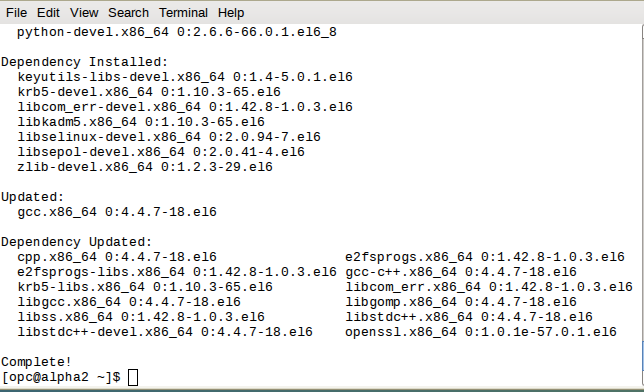 File Edit View Search Terminal Help
python-devel.x86_64 0:2.6.6-66.0.1.el6_8
Dependency Installed:
keyutils-libs-devel.x86_64 0:1.4-5.0.1.el6
krb5-devel.x86_64 0:1.10.3-65.el6
libcom_err-devel.x86_64 0:1.42.8-1.0.3.el6
libkadm5.x86_64 0:1.10.3-65.el6
libselinux-devel.x86_64 0:2.0.94-7.el6
libsepol-devel.x86_64 0:2.0.41-4.el6
zlib-devel.x86_64 0:1.2.3-29.el6
Updated:
gcc.x86_64 0:4.4.7-18.el6
Dependency Updated:
cpp.x86_64 0:4.4.7-18.el6 e2fsprogs.x86_64 0:1.42.8-1.0.3.el6
e2fsprogs-libs.x86_64 0:1.42.8-1.0.3.el6 gcc-c++.x86_64 0:4.4.7-18.el6
krb5-libs.x86_64 0:1.10.3-65.el6 libcom_err.x86_64 0:1.42.8-1.0.3.el6
libgcc.x86_64 0:4.4.7-18.el6 libgomp.x86_64 0:4.4.7-18.el6
libss.x86_64 0:1.42.8-1.0.3.el6 libstdc++.x86_64 0:4.4.7-18.el6
libstdc++-devel.x86_64 0:4.4.7-18.el6 openssl.x86_64 0:1.0.1e-57.0.1.el6
Complete!
[opc@alpha2 ~]$